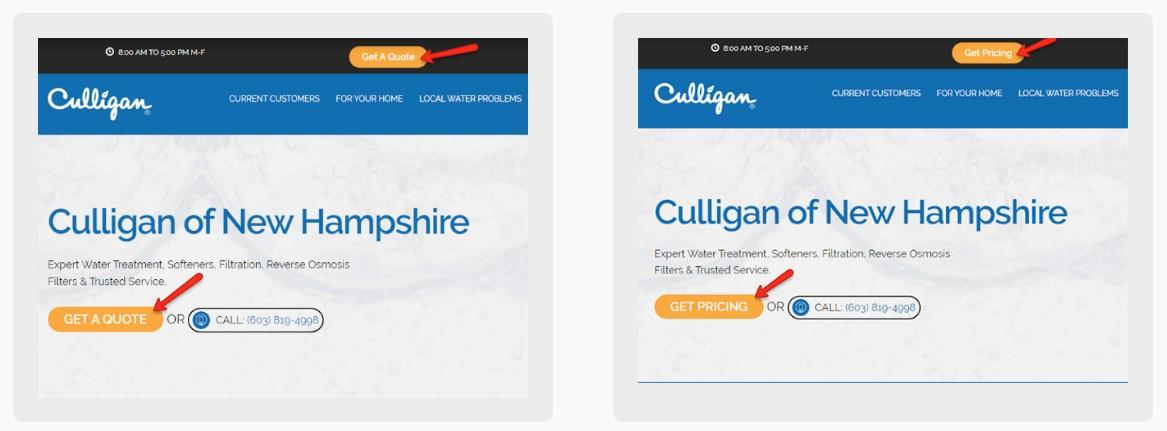 8:00 AM TO 5:00 PM M-F
Get A Quote
Culligan
CURRENT CUSTOMERS FOR YOUR HOME LOCAL WATER PROBLEMS
Culligan of New Hampshire
Expert Water Treatment, Softeners, Filtration, Reverse Osmosis
Filters & Trusted Service.
GET A QUOTE OR CALL: (603) 819-4998
8:00 AM TO 5:00 PM M-F
Get Pricing
Culligan
CURRENT CUSTOMERS FOR YOUR HOME LOCAL WATER PROBLEMS
Culligan of New Hampshire
Expert Water Treatment, Softeners, Filtration, Reverse Osmosis
Filters & Trusted Service.
GET PRICING OR CALL: (603) 819-4998